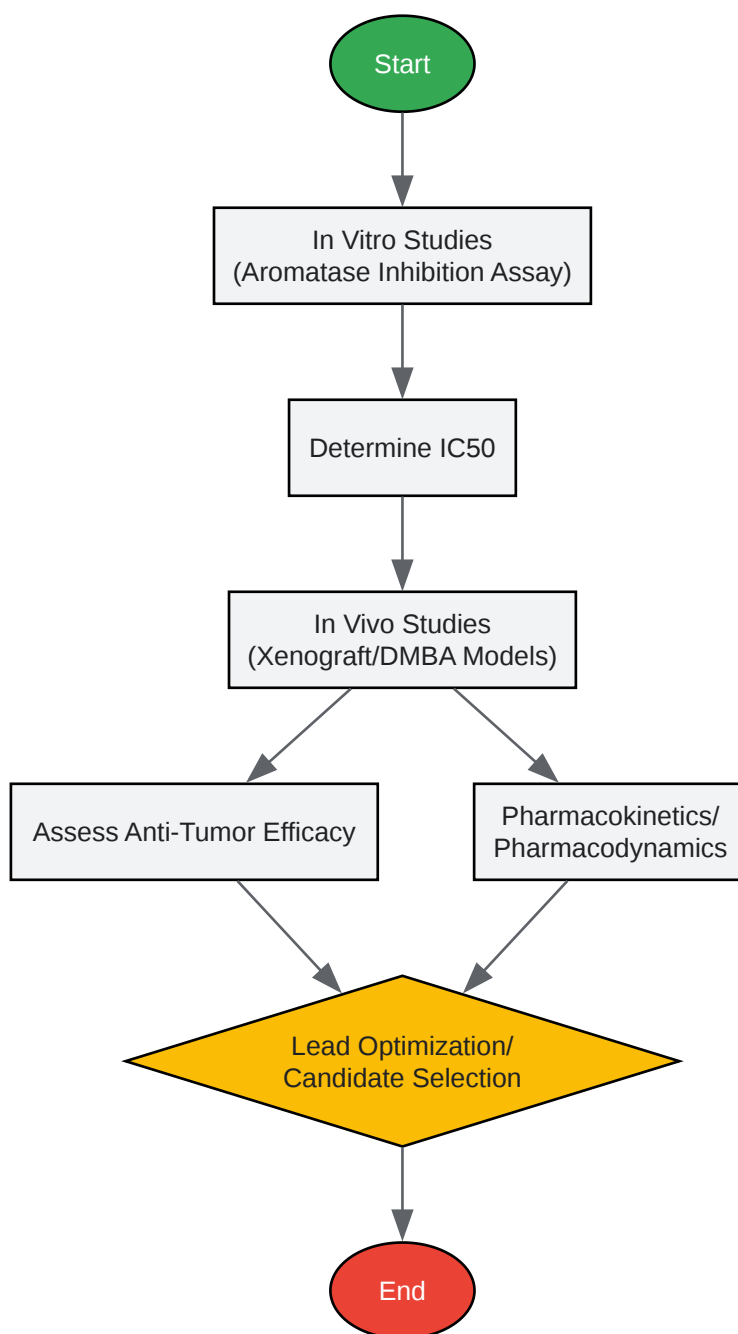 Start
In Vitro Studies
(Aromatase Inhibition Assay)
Determine IC50
In Vivo Studies
(Xenograft/DMBA Models)
Assess Anti-Tumor Efficacy
Pharmacokinetics/
Pharmacodynamics
Lead Optimization/
Candidate Selection
End